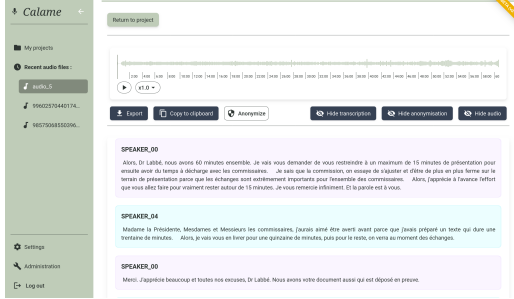 Calame
My projects
Recent audio files :
audio_5
99602570440174...
98575068550396...
Settings
Administration
Log out
Return to project
x1.0
Export
Copy to clipboard
Anonymize
Hide transcription
Hide anonymisation
Hide audio
SPEAKER_00
Alors, Dr Labbé, nous avons 60 minutes ensemble. Je vais vous demander de vous restreindre à un maximum de 15 minutes de présentation pour
ensuite avoir du temps à décharge avec les commissaires. Je sais que la commission, on essaye de s'ajuster et d'être de plus en plus ferme sur le
terrain de présentation parce que les échanges sont extrêmement importants pour l'ensemble des commissaires. Alors, j'apprécie à l'avance l'effort
que vous allez faire pour vraiment rester autour de 15 minutes. Je vous remercie infiniment. Et la parole est à vous.
SPEAKER_04
Madame la Présidente, Mesdames et Messieurs les commissaires, j'aurais aimé être averti avant parce que j'avais préparé un texte qui dure une
trentaine de minutes. Alors, je vais vous en livrer pour une quinzaine de minutes, puis pour le reste, on verra au moment des échanges.
SPEAKER_00
Merci. J'apprécie beaucoup et toutes nos excuses, Dr Labbé. Nous avons votre document aussi qui est déposé en preuve.